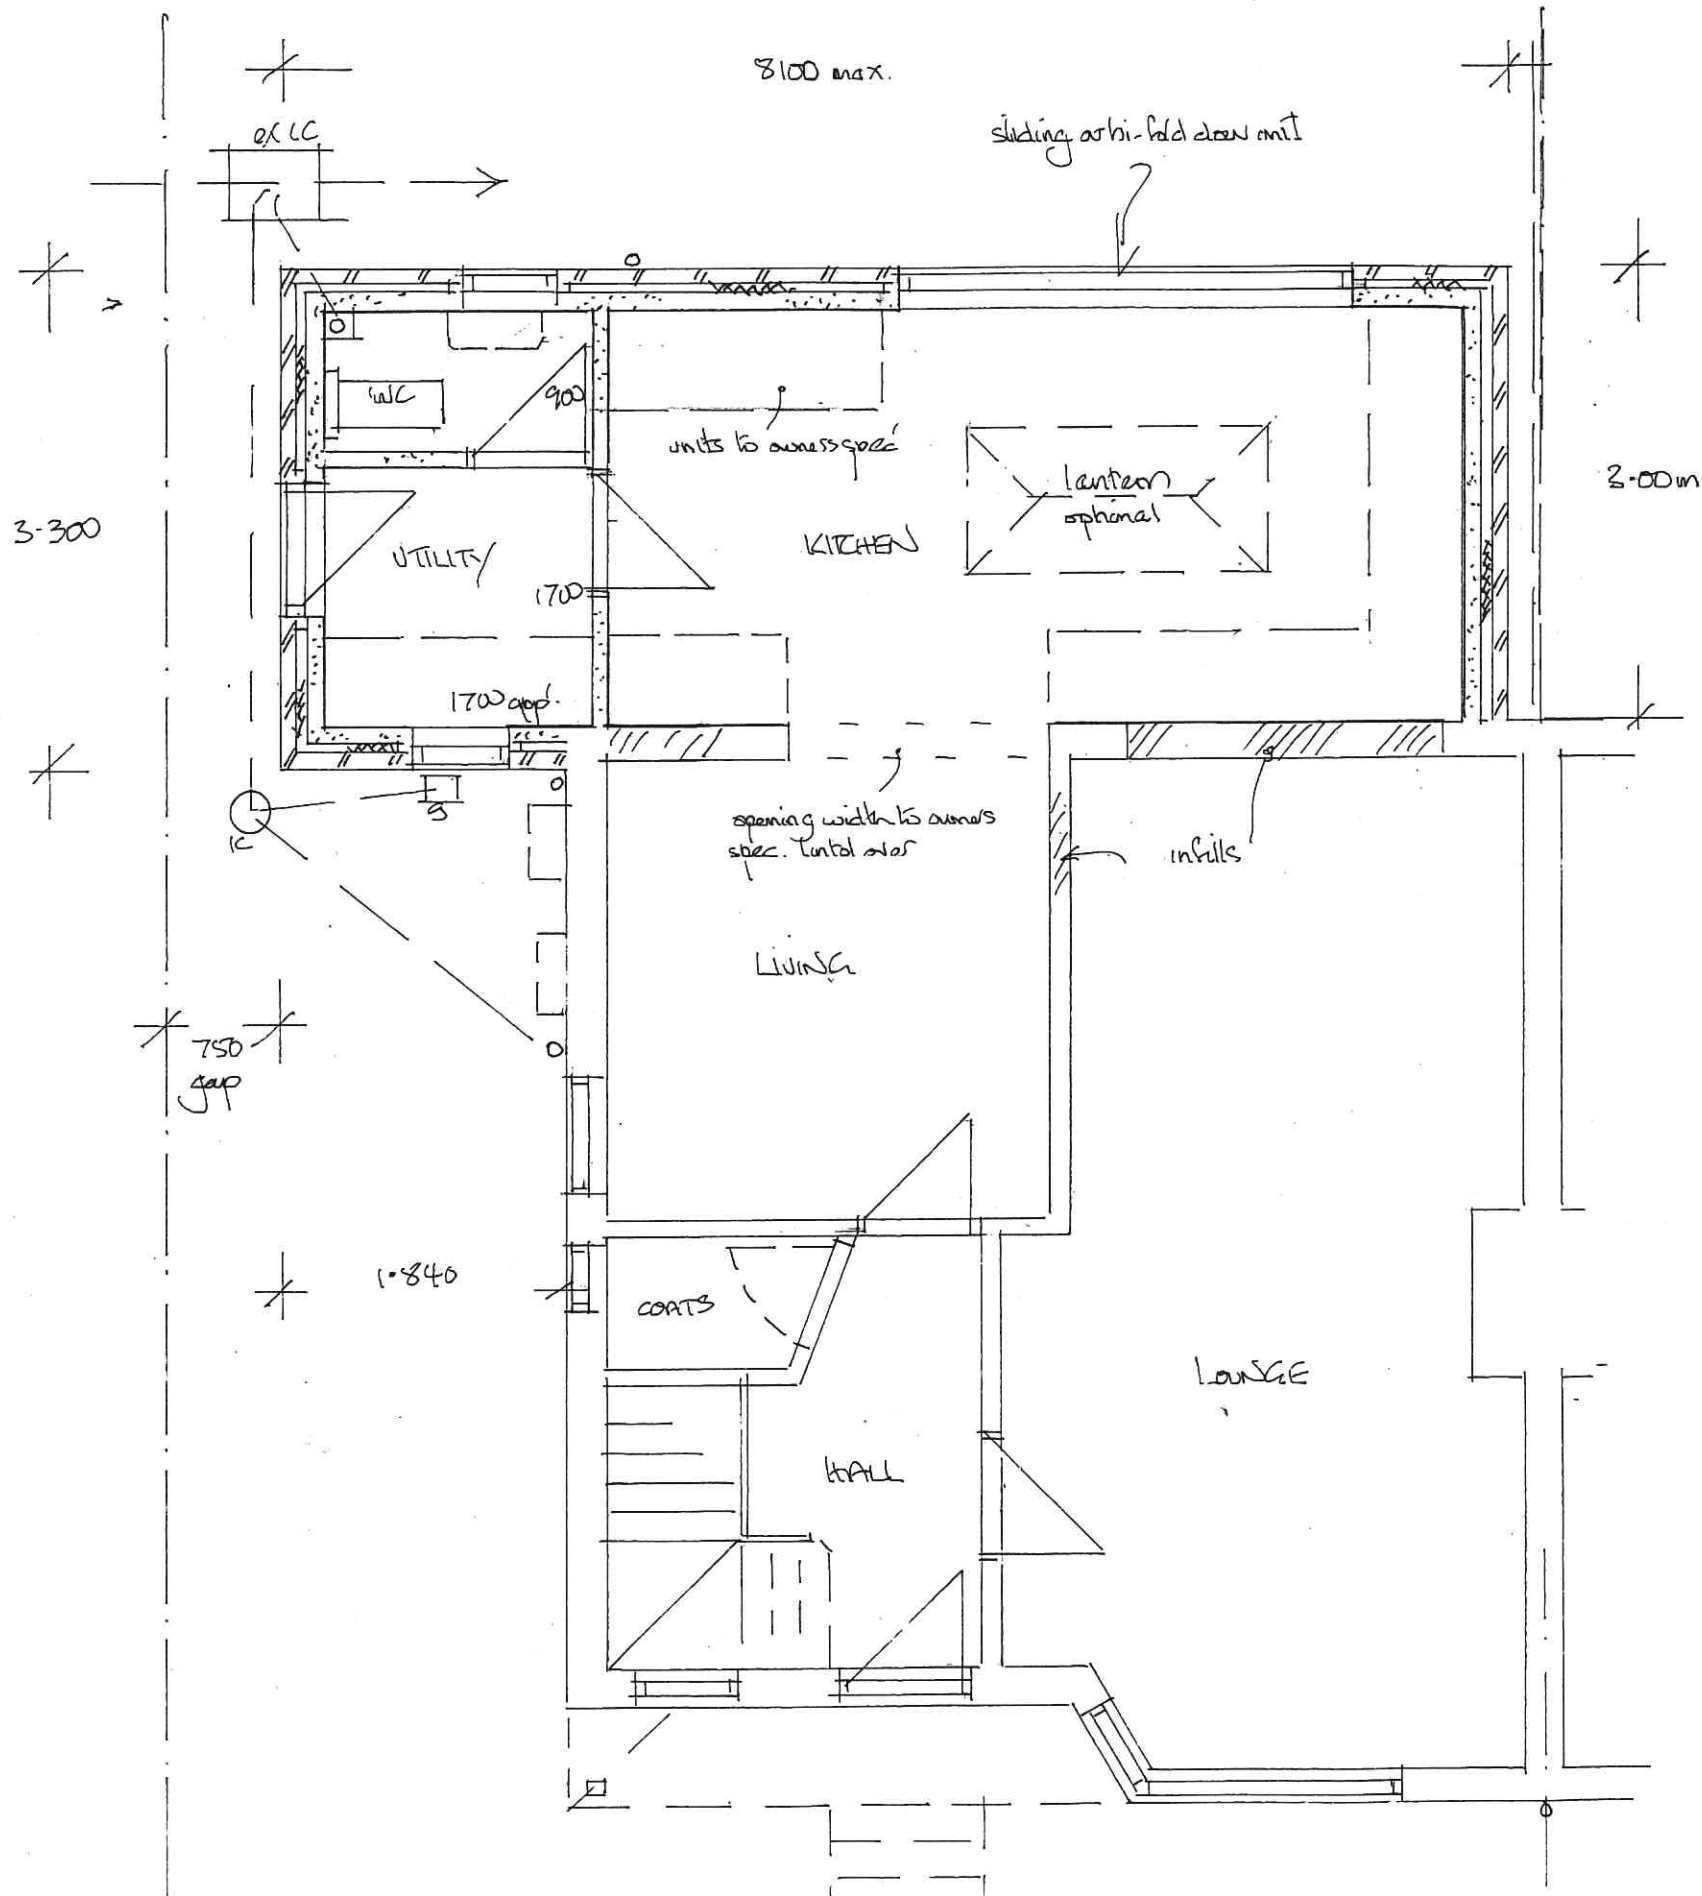 8100 max.
ex IC
sliding or bi-fold door unit
WC
900
units to owners spec
lantern
optional
3.00m
3-300
UTILITY
KITCHEN
1700
1700 app.
IC
G
opening width to owners
spec. lintol over
infills
LIVING
750
gap
1.840
COATS
LOUNGE
HALL